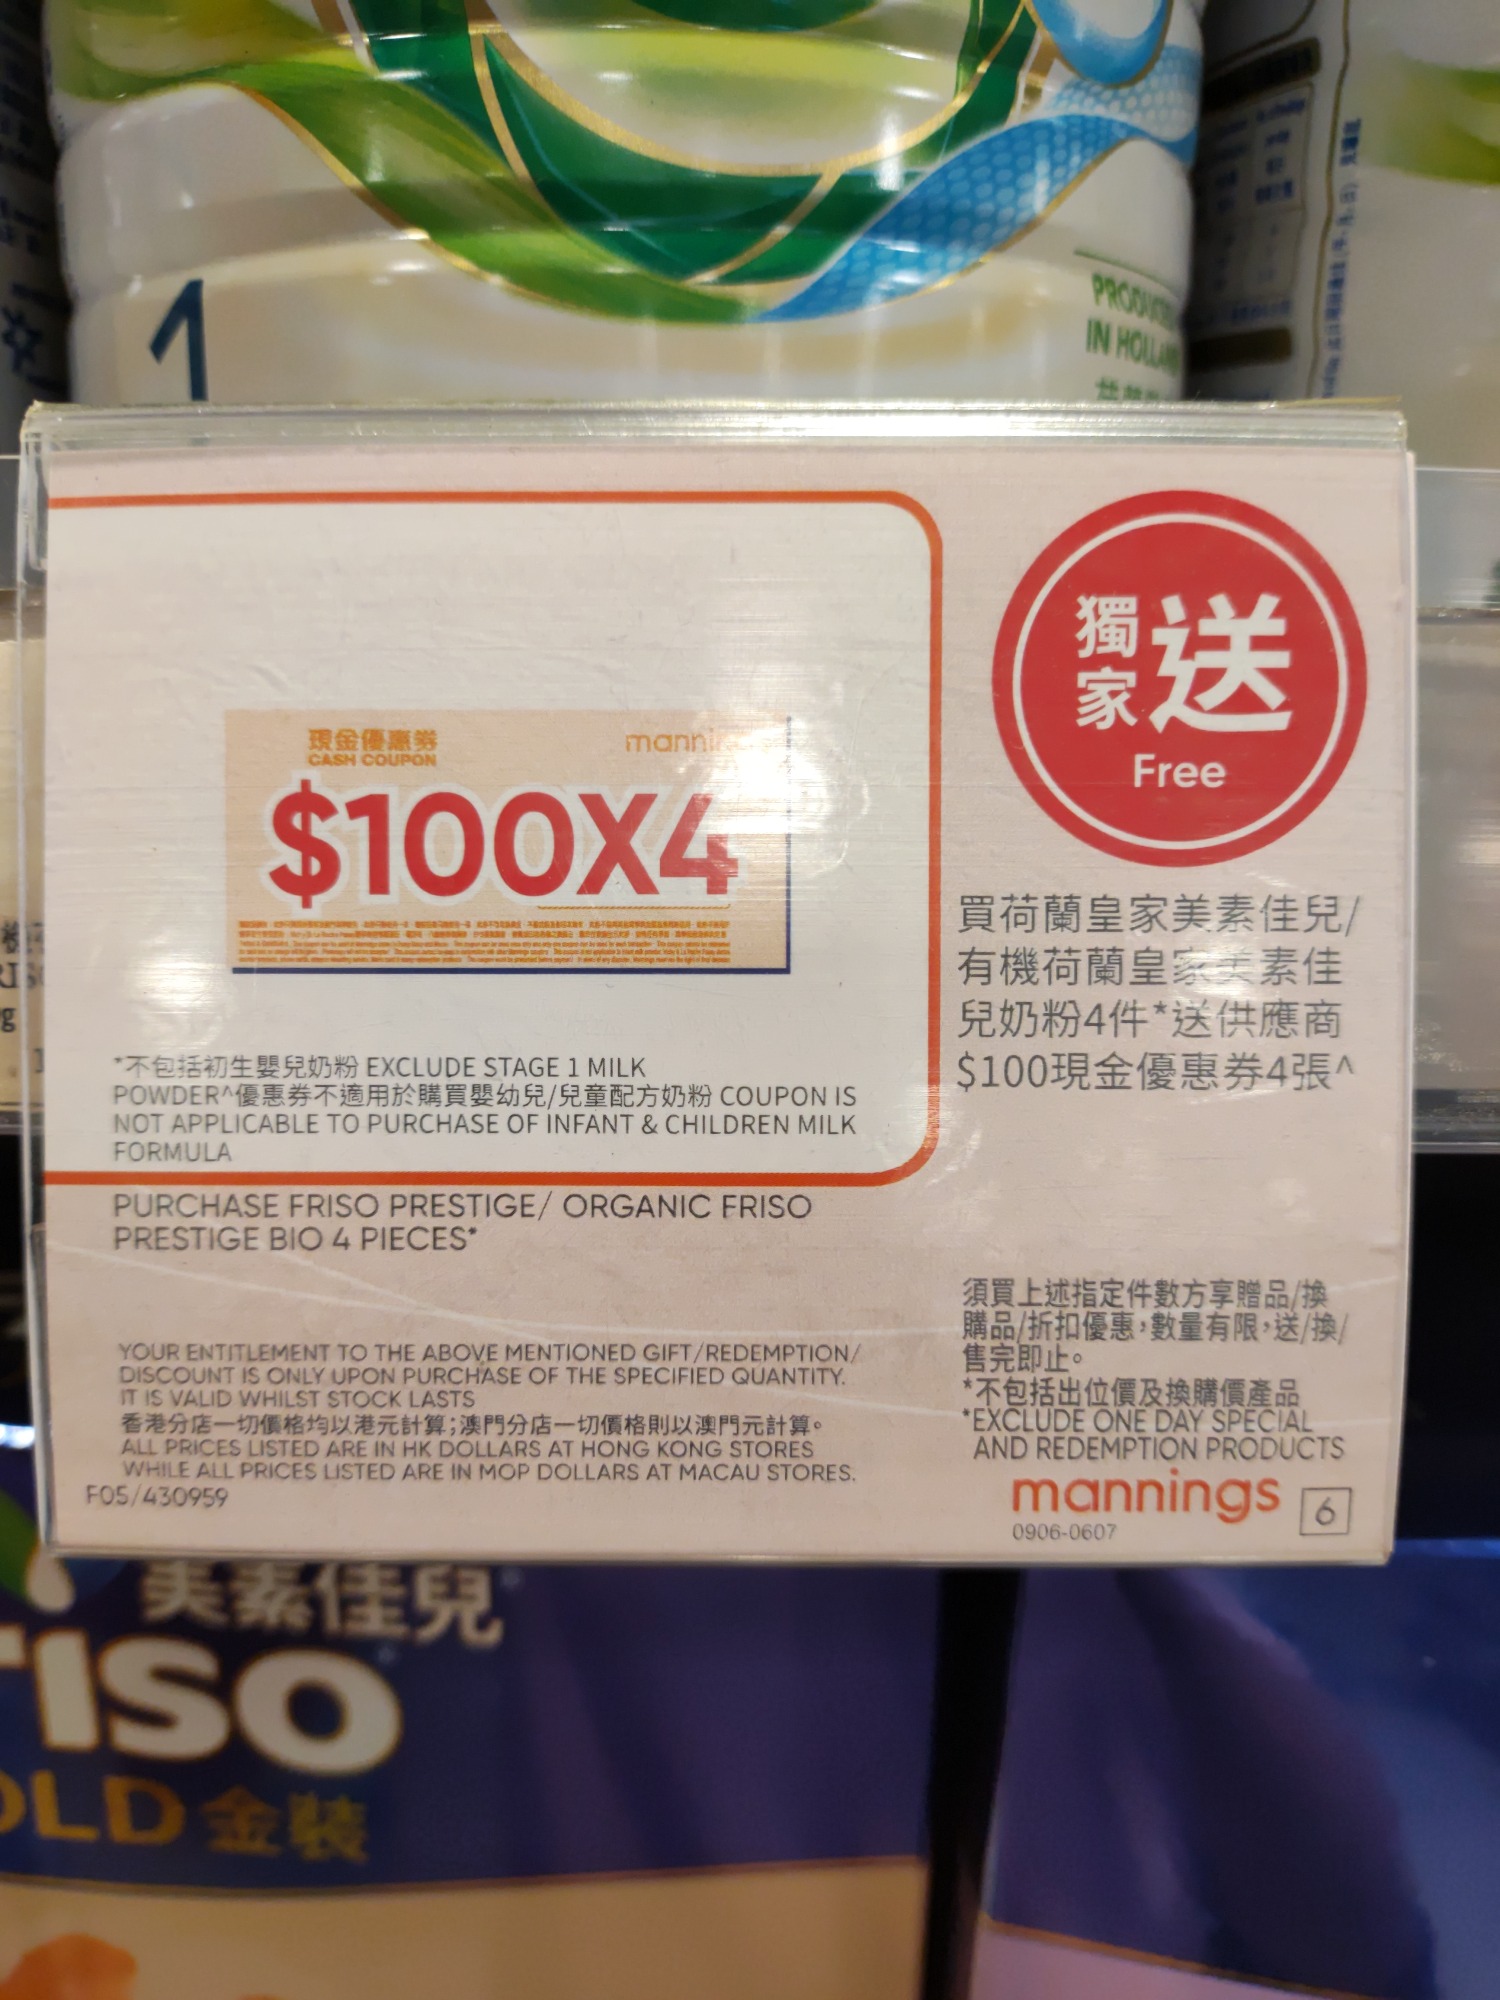 1
PRODUCED
IN HOLLAND
獨家
送
Free
現金優惠券
CASH COUPON
$100X4
買荷蘭皇家美素佳兒/
有機荷蘭皇家美素佳
兒奶粉4件*送供應商
$100現金優惠券4張^
*不包括初生嬰兒奶粉 EXCLUDE STAGE 1 MILK
POWDER^優惠券不適用於購買嬰幼兒/兒童配方奶粉 COUPON IS
NOT APPLICABLE TO PURCHASE OF INFANT & CHILDREN MILK
FORMULA
PURCHASE FRISO PRESTIGE/ ORGANIC FRISO
PRESTIGE BIO 4 PIECES*
須買上述指定件數方享贈品/換
購品/折扣優惠，數量有限，送/換/
售完即止。
*不包括出位價及換購價產品
*EXCLUDE ONE DAY SPECIAL
AND REDEMPTION PRODUCTS
YOUR ENTITLEMENT TO THE ABOVE MENTIONED GIFT/REDEMPTION/
DISCOUNT IS ONLY UPON PURCHASE OF THE SPECIFIED QUANTITY.
IT IS VALID WHILST STOCK LASTS
香港分店一切價格均以港元計算；澳門分店一切價格則以澳門元計算。
ALL PRICES LISTED ARE IN HK DOLLARS AT HONG KONG STORES
WHILE ALL PRICES LISTED ARE IN MOP DOLLARS AT MACAU STORES.
F05/430959
mannings 6
0906-0607
美素佳兒
ISO
OLD 金裝